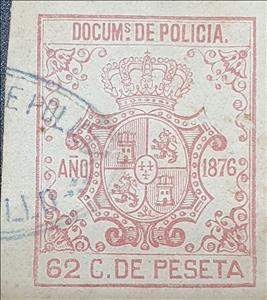 DOCUMS. DE POLICIA.
AÑO 1876
62 C. DE PESETA